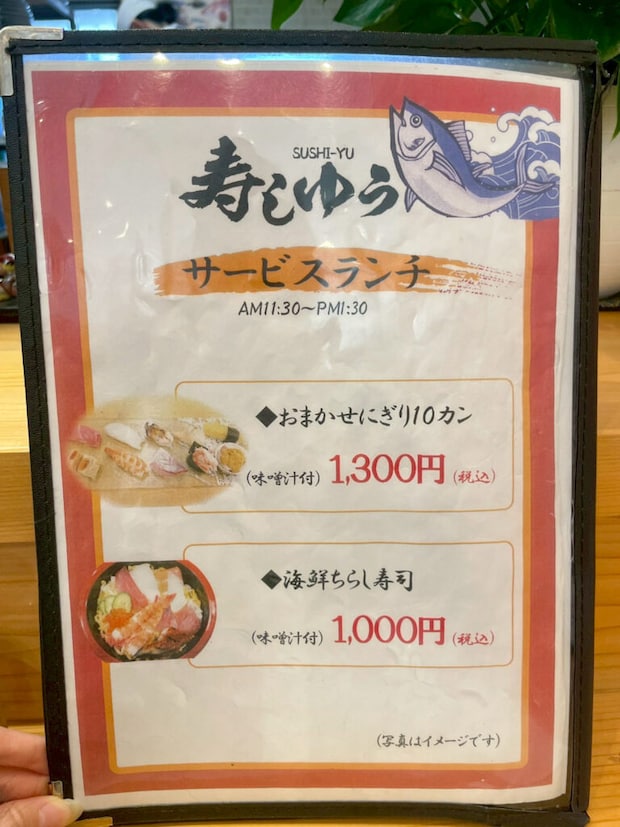 SUSHI-YU
寿しゆう
サービスランチ
AM11:30～PM1:30
◆おまかせにぎり10カン
(味噌汁付) 1,300円 (税込)
◆海鮮ちらし寿司
(味噌汁付) 1,000円 (税込)
(写真はイメージです)